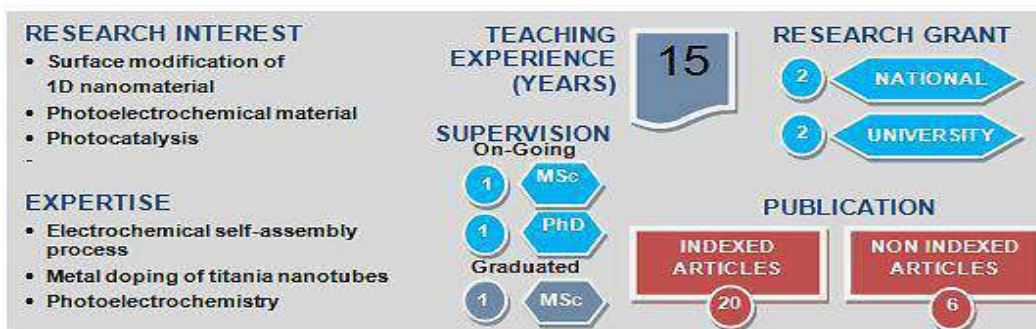 RESEARCH INTEREST
• Surface modification of
1D nanomaterial
• Photoelectrochemical material
• Photocatalysis
-
EXPERTISE
• Electrochemical self-assembly
process
• Metal doping of titania nanotubes
• Photoelectrochemistry
TEACHING
EXPERIENCE
(YEARS)
15
SUPERVISION
On-Going
1 MSc
1 PhD
Graduated
1 MSc
RESEARCH GRANT
2 NATIONAL
2 UNIVERSITY
PUBLICATION
INDEXED
ARTICLES
20
NON INDEXED
ARTICLES
6